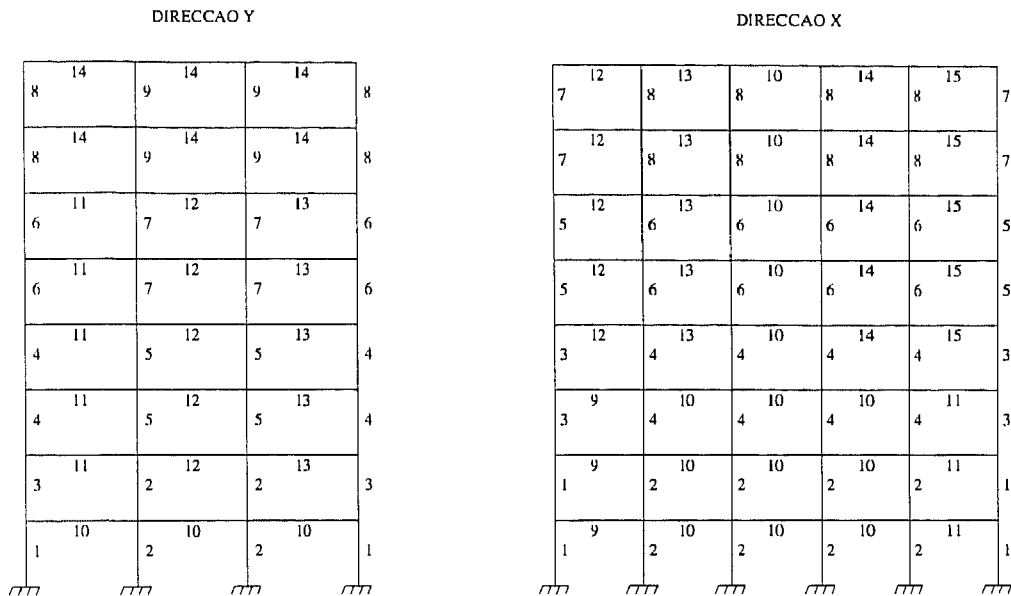 DIRECCAO Y
14 14 14
8 9 9 8
14 14 14
8 9 9 8
11 12 13
6 7 7 6
11 12 13
6 7 7 6
11 12 13
4 5 5 4
11 12 13
4 5 5 4
11 12 13
3 2 2 3
10 10 10
1 2 2 1
DIRECCAO X
12 13 10 14 15
7 8 8 8 8 7
12 13 10 14 15
7 8 8 8 8 7
12 13 10 14 15
5 6 6 6 6 5
12 13 10 14 15
5 6 6 6 6 5
12 13 10 14 15
3 4 4 4 4 3
9 10 10 10 11
3 4 4 4 4 3
9 10 10 10 11
1 2 2 2 2 1
9 10 10 10 11
1 2 2 2 2 1